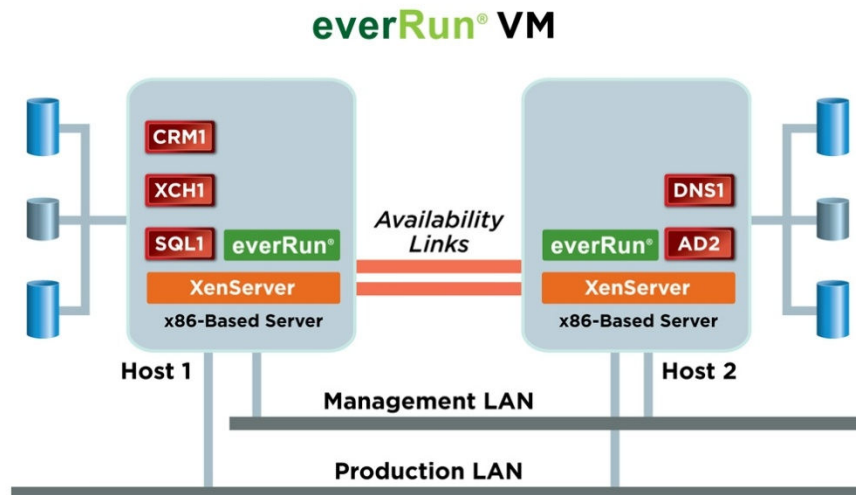 everRun® VM
CRM1
XCH1
SQL1
everRun®
XenServer
x86-Based Server
Host 1
Availability
Links
DNS1
everRun®
AD2
XenServer
x86-Based Server
Host 2
Management LAN
Production LAN